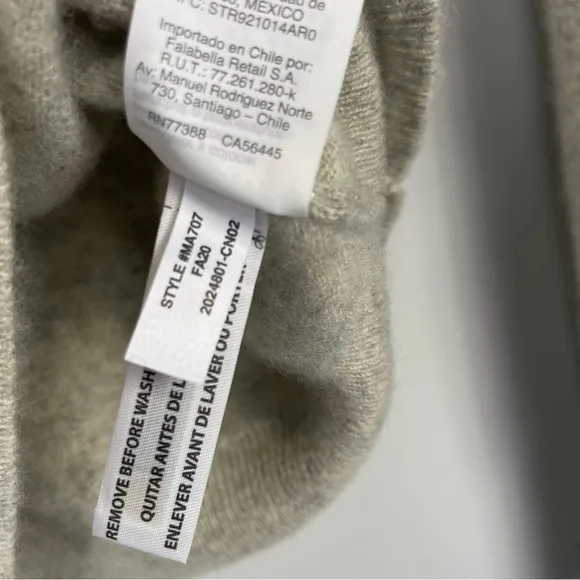 MEXICO
C: STR921014AR0
Importado en Chile por:
Falabella Retail S.A.
R.U.T.: 77.261.280-k
Av: Manuel Rodriguez Norte
730, Santiago – Chile
RN77388 CA56445
STYLE #MA707
FA20
2024801-CN02
REMOVE BEFORE WASH
QUITAR ANTES DE L
ENLEVER AVANT DE LAVER OU PORTER